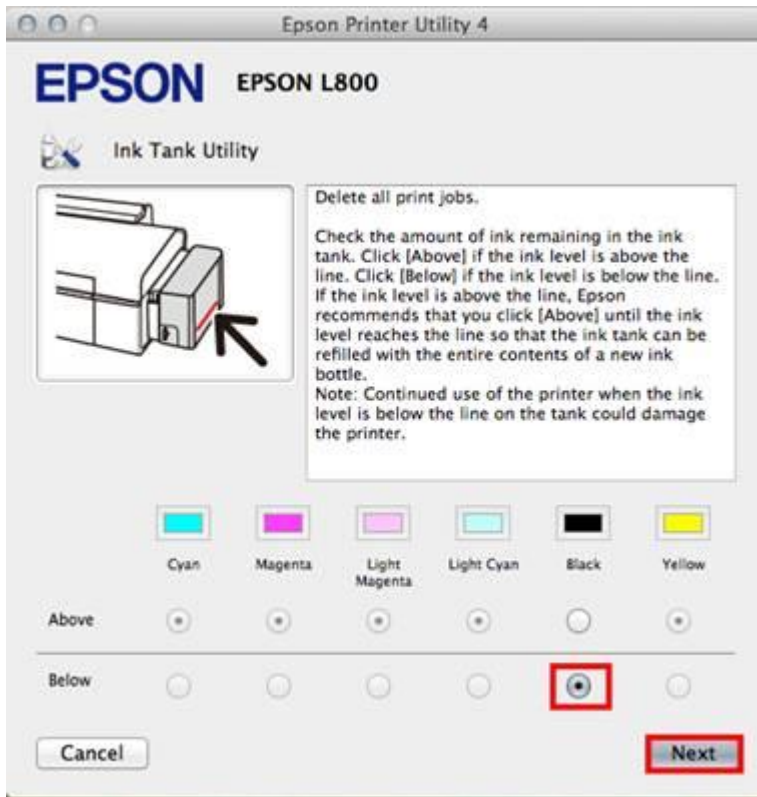 Epson Printer Utility 4
EPSON EPSON L800
Ink Tank Utility
Delete all print jobs.
Check the amount of ink remaining in the ink
tank. Click [Above] if the ink level is above the
line. Click [Below] if the ink level is below the line.
If the ink level is above the line, Epson
recommends that you click [Above] until the ink
level reaches the line so that the ink tank can be
refilled with the entire contents of a new ink
bottle.
Note: Continued use of the printer when the ink
level is below the line on the tank could damage
the printer.
Cyan Magenta Light Magenta Light Cyan Black Yellow
Above
Below
Cancel Next